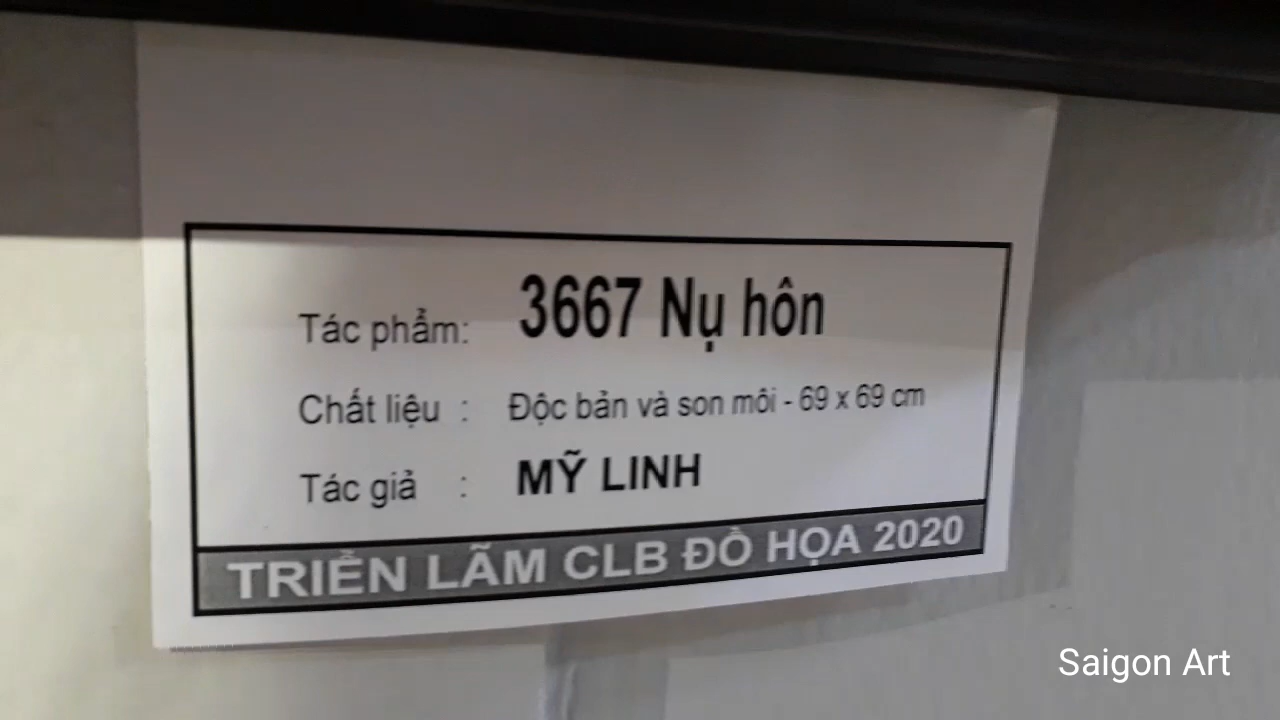 Tác phẩm: 3667 Nụ hôn
Chất liệu : Độc bản và son môi - 69 x 69 cm
Tác giả : MỸ LINH
TRIỂN LÃM CLB ĐỒ HỌA 2020
Saigon Art